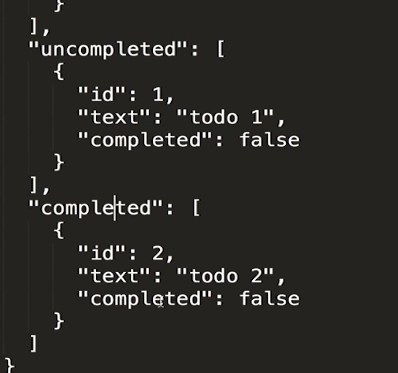 }
],
"uncompleted": [
{
"id": 1,
"text": "todo 1",
"completed": false
}
],
"completed": [
{
"id": 2,
"text": "todo 2",
"completed": false
}
]
}